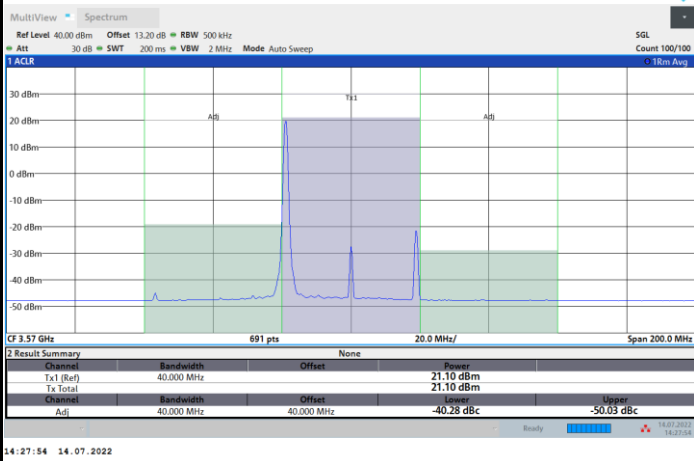 MultiView Spectrum
Ref Level 40.00 dBm Offset 13.20 dB RBW 500 kHz SGL
Att 30 dB SWT 200 ms VBW 2 MHz Mode Auto Sweep Count 100/100
1 ACLR 1Rm Avg
30 dBm
Tx1
20 dBm
Adj Adj
10 dBm
0 dBm
-10 dBm
-20 dBm
-30 dBm
-40 dBm
-50 dBm
CF 3.57 GHz 691 pts 20.0 MHz/ Span 200.0 MHz
2 Result Summary None
Channel Bandwidth Offset Power
Tx1 (Ref) 40.000 MHz 21.10 dBm
Tx Total 21.10 dBm
Channel Bandwidth Offset Lower Upper
Adj 40.000 MHz 40.000 MHz -40.28 dBc -50.03 dBc
Ready 14.07.2022
14:27:54
14:27:54 14.07.2022